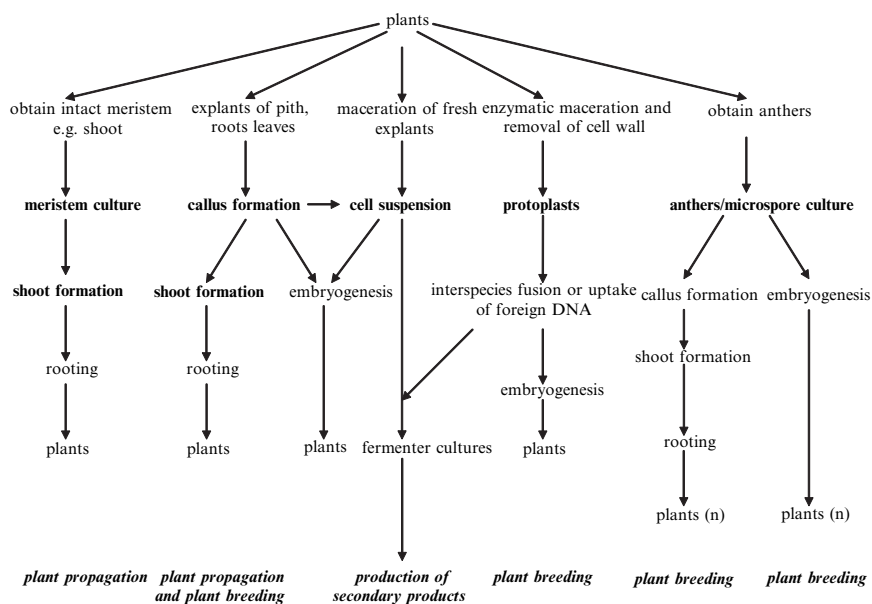 plants
obtain intact meristem
e.g. shoot
explants of pith,
roots leaves
maceration of fresh
explants
enzymatic maceration and
removal of cell wall
obtain anthers
meristem culture
callus formation
cell suspension
protoplasts
anthers/microspore culture
shoot formation
shoot formation
embryogenesis
interspecies fusion or uptake
of foreign DNA
callus formation
embryogenesis
shoot formation
rooting
rooting
embryogenesis
rooting
plants
plants
plants
fermenter cultures
plants
plants (n)
plants (n)
plant propagation
plant propagation
and plant breeding
production of
secondary products
plant breeding
plant breeding
plant breeding